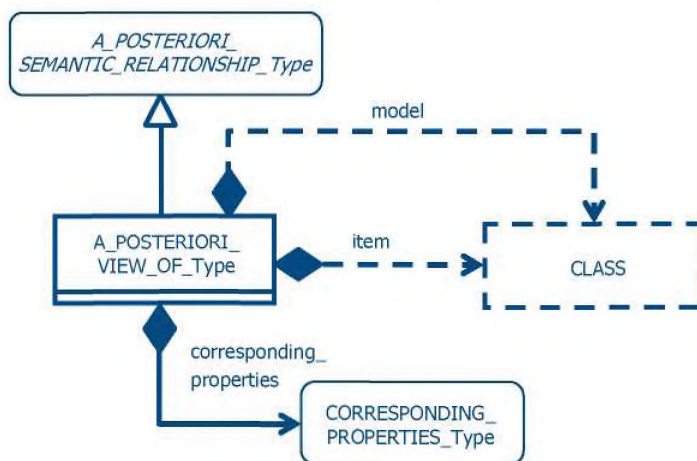 A_POSTERIORI_
SEMANTIC_RELATIONSHIP_Type
model
A_POSTERIORI_
VIEW_OF_Type
item
CLASS
corresponding_
properties
CORRESPONDING_
PROPERTIES_Type